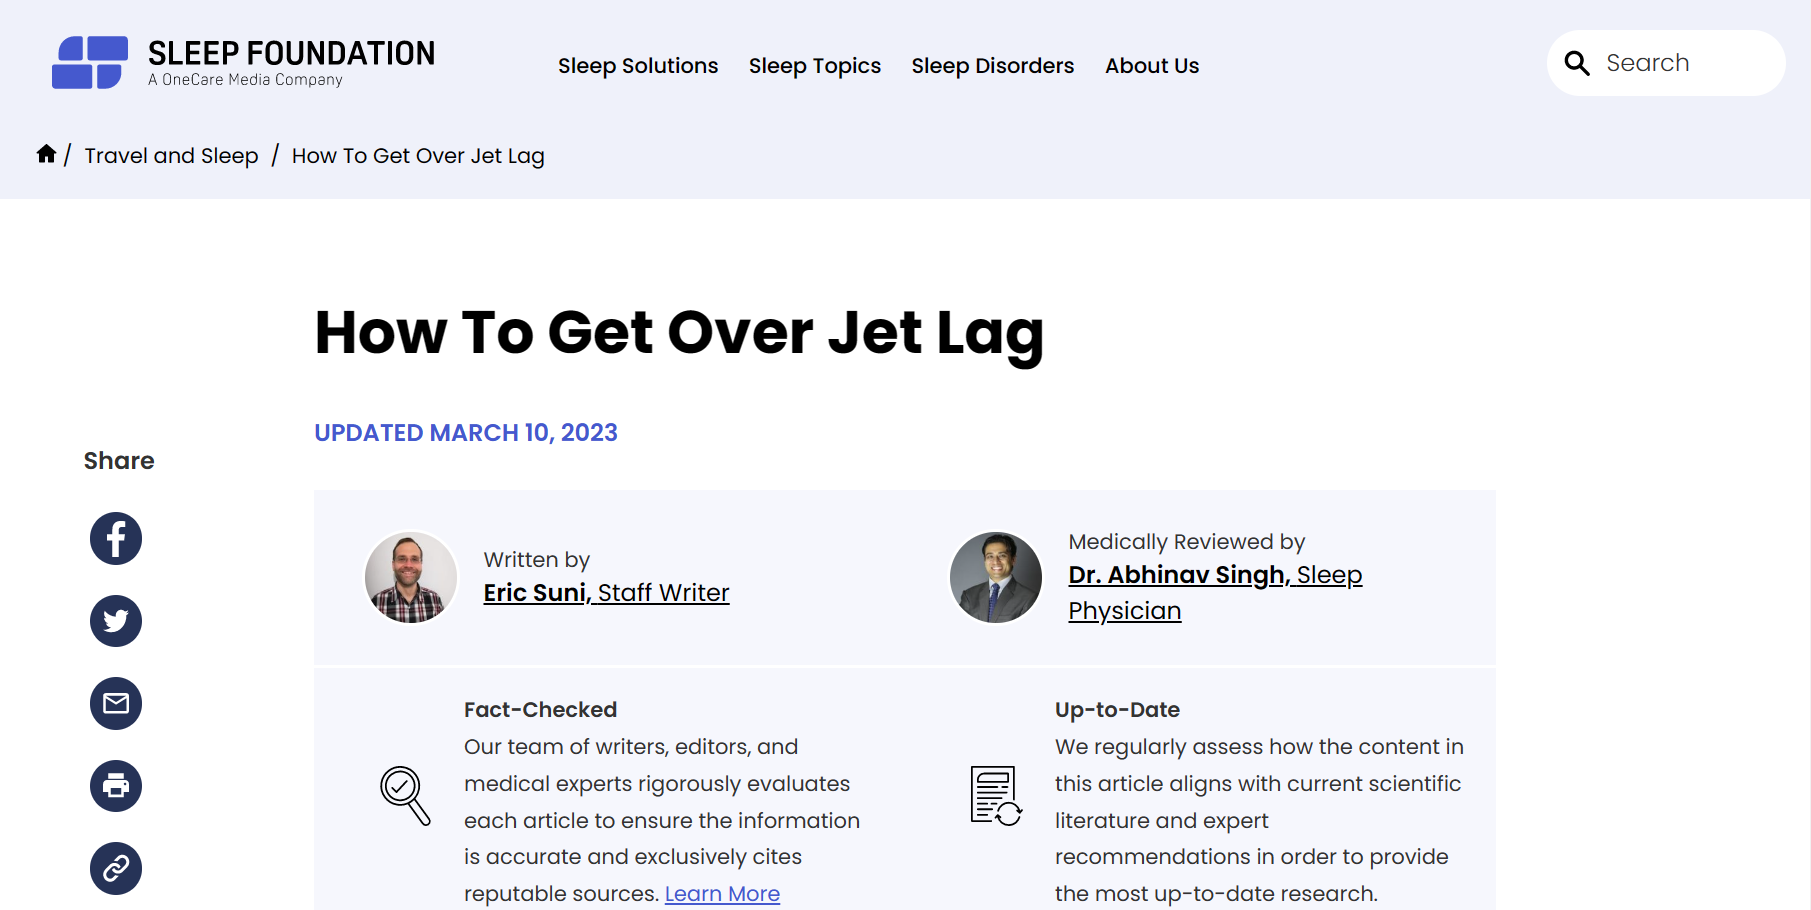 SLEEP FOUNDATION
A OneCare Media Company
Sleep Solutions
Sleep Topics
Sleep Disorders
About Us
Search
/ Travel and Sleep / How To Get Over Jet Lag
How To Get Over Jet Lag
UPDATED MARCH 10, 2023
Share
Written by
Eric Suni, Staff Writer
Medically Reviewed by
Dr. Abhinav Singh, Sleep
Physician
Fact-Checked
Our team of writers, editors, and
medical experts rigorously evaluates
each article to ensure the information
is accurate and exclusively cites
reputable sources. Learn More
Up-to-Date
We regularly assess how the content in
this article aligns with current scientific
literature and expert
recommendations in order to provide
the most up-to-date research.